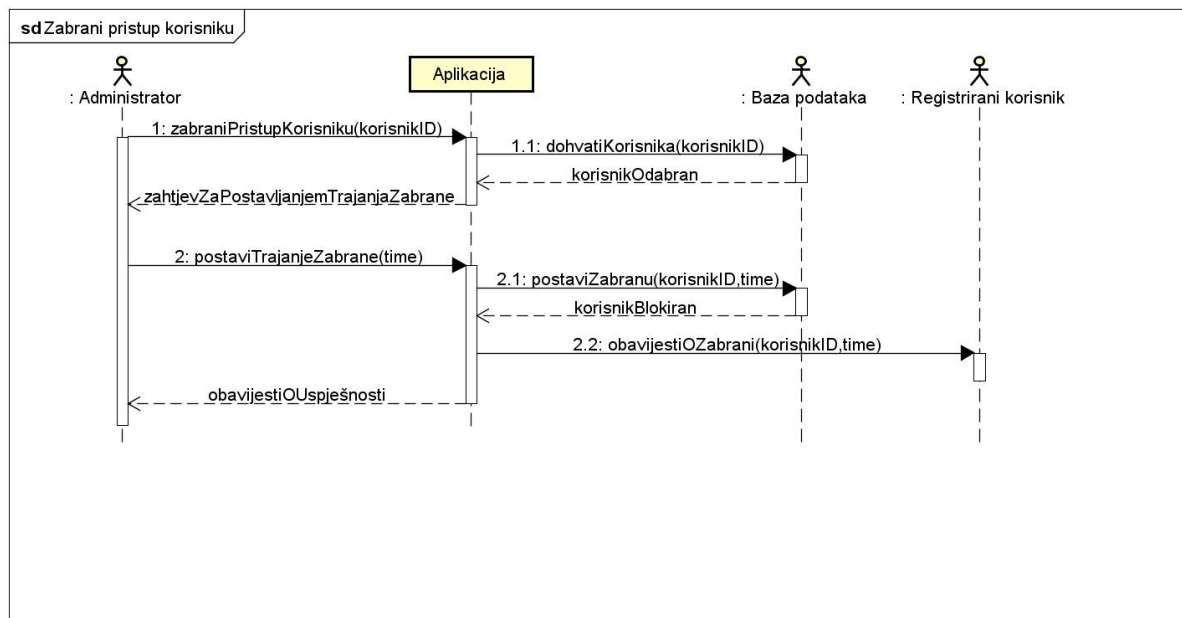 sd Zabrani pristup korisniku
: Administrator
Aplikacija
: Baza podataka
: Registrirani korisnik
1: zabraniPristupKorisniku(korisnikID)
1.1: dohvatiKorisnika(korisnikID)
korisnikOdabran
zahtjevZaPostavljanjemTrajanjaZabrane
2: postaviTrajanjeZabrane(time)
2.1: postaviZabranu(korisnikID,time)
korisnikBlokiran
2.2: obavijestiOZabrani(korisnikID,time)
obavijestiOUspješnosti